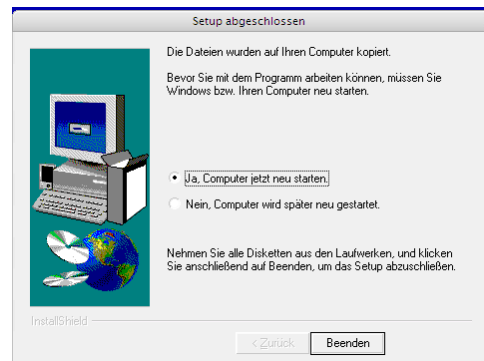 Setup abgeschlossen
Die Dateien wurden auf Ihren Computer kopiert.
Bevor Sie mit dem Programm arbeiten können, müssen Sie
Windows bzw. Ihren Computer neu starten.
Ja, Computer jetzt neu starten.
Nein, Computer wird später neu gestartet.
Nehmen Sie alle Disketten aus den Laufwerken, und klicken
Sie anschließend auf Beenden, um das Setup abzuschließen.
InstallShield
< Zurück
Beenden